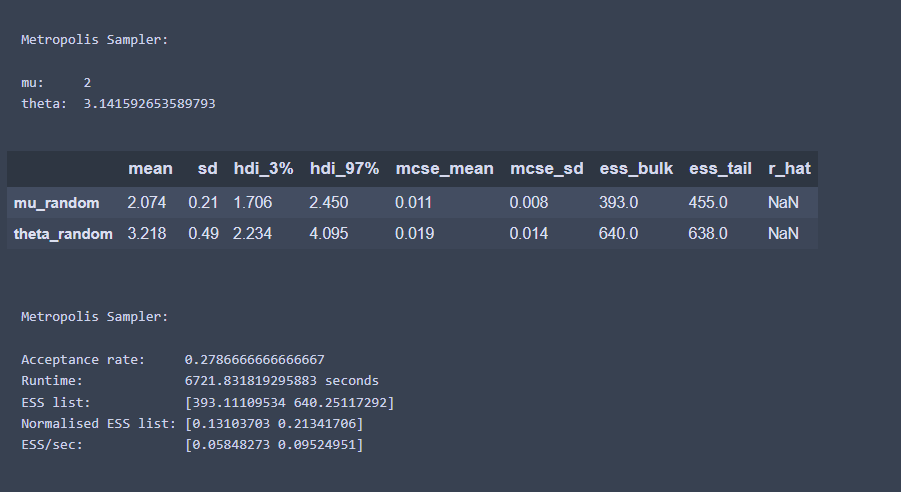 Metropolis Sampler:
mu: 2
theta: 3.141592653589793
mean sd hdi_3% hdi_97% mcse_mean mcse_sd ess_bulk ess_tail r_hat
mu_random 2.074 0.21 1.706 2.450 0.011 0.008 393.0 455.0 NaN
theta_random 3.218 0.49 2.234 4.095 0.019 0.014 640.0 638.0 NaN
Metropolis Sampler:
Acceptance rate: 0.2786666666666667
Runtime: 6721.831819295883 seconds
ESS list: [393.11109534 640.25117292]
Normalised ESS list: [0.13103703 0.21341706]
ESS/sec: [0.05848273 0.09524951]